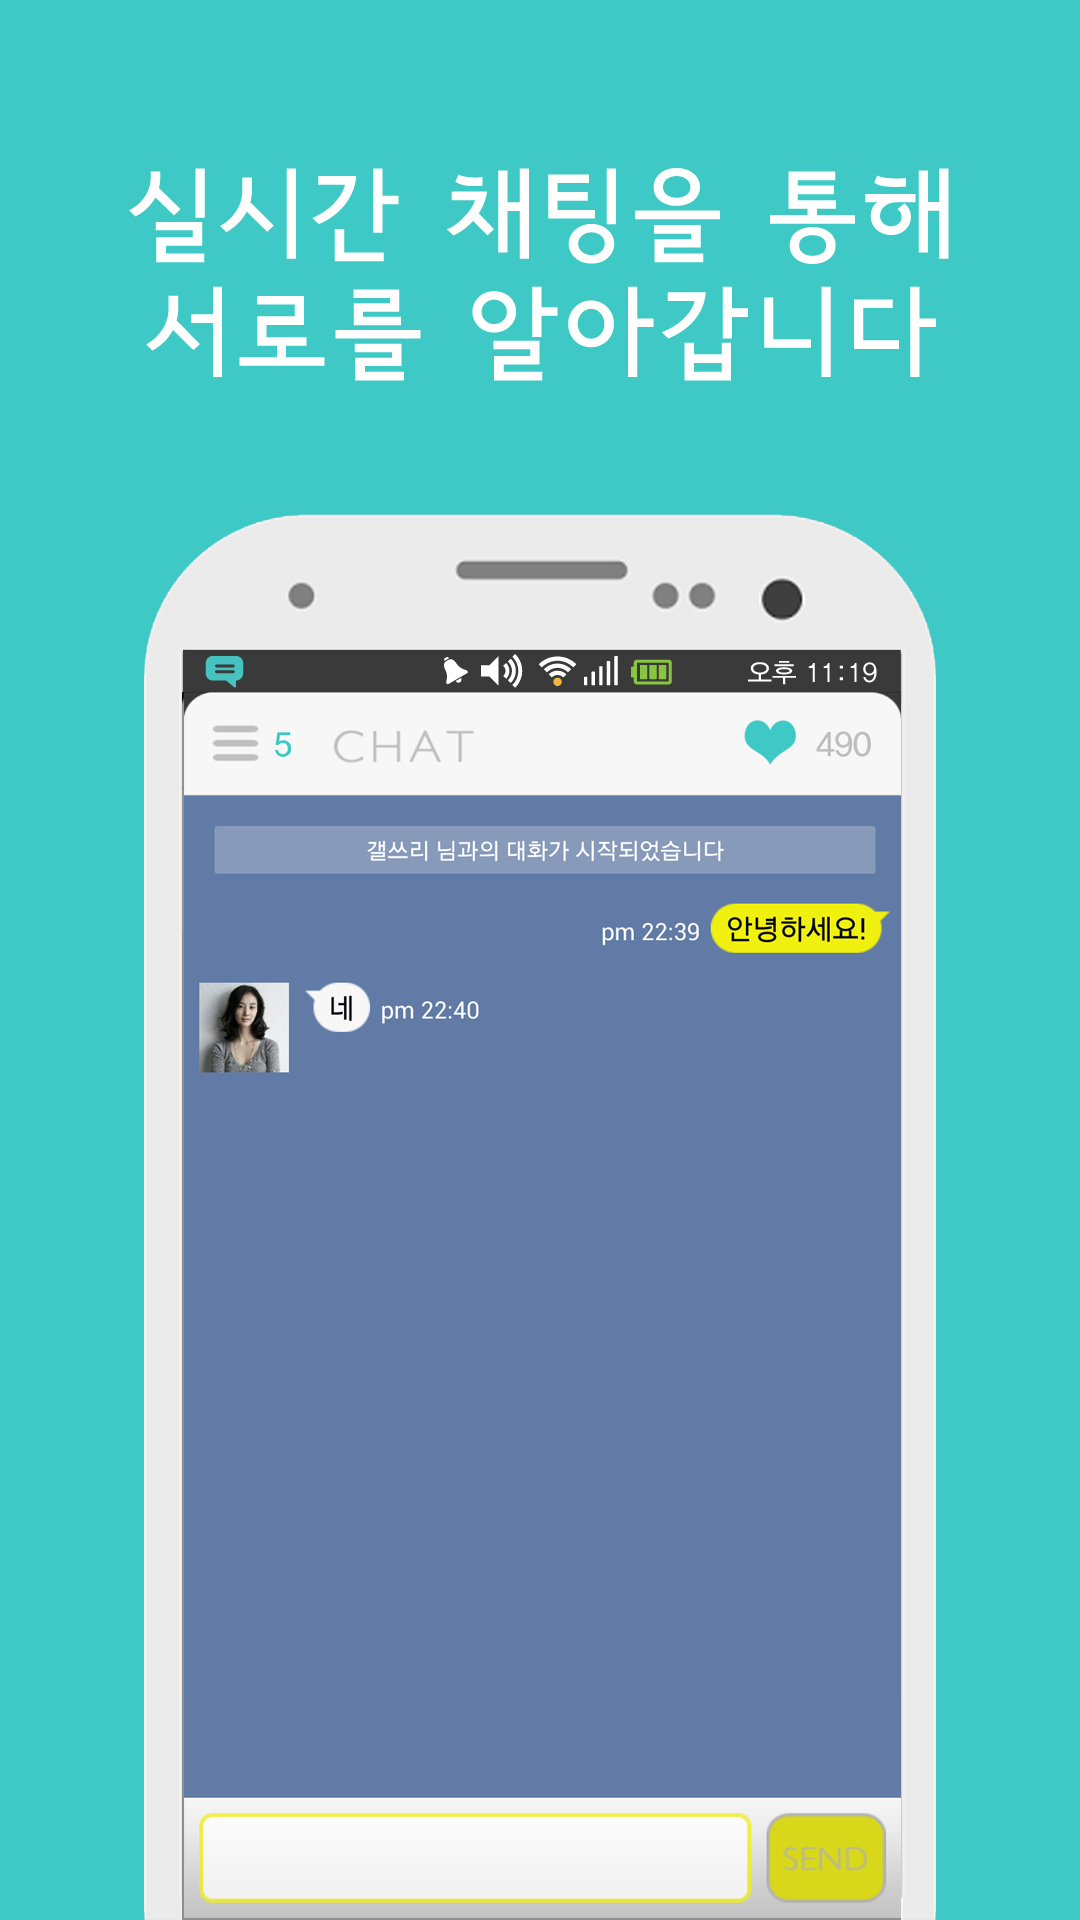 실시간 채팅을 통해
서로를 알아갑니다
오후 11:19
5 CHAT 490
갤쓰리 님과의 대화가 시작되었습니다
pm 22:39 안녕하세요!
네 pm 22:40
SEND